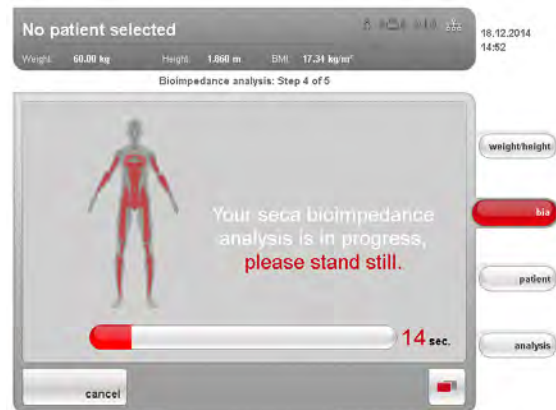 No patient selected
18.12.2014
14:52
Weight: 60.00 kg Height: 1.860 m BMI: 17.34 kg/m²
Bioimpedance analysis: Step 4 of 5
weight/height
bia
Your seca bioimpedance
analysis is in progress,
please stand still.
patient
14 sec.
analysis
cancel